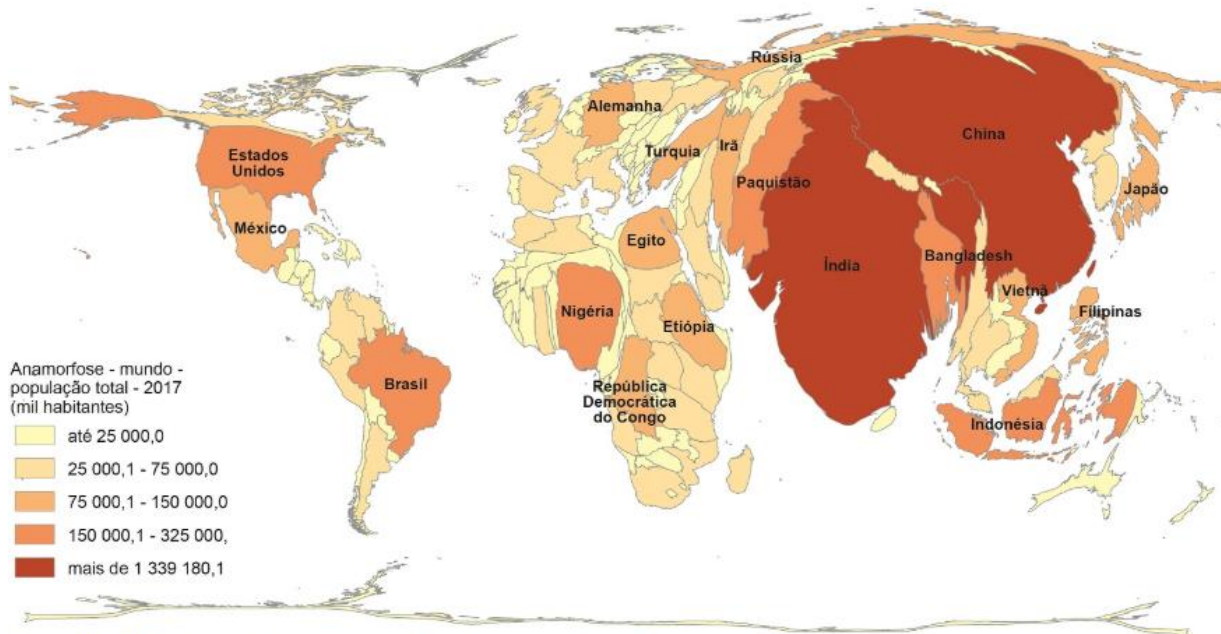 Rússia
Alemanha
China
Estados
Unidos
Turquia
Irã
Paquistão
Japão
México
Egito
Índia
Bangladesh
Nigéria
Etiópia
Vietnã
Filipinas
Anamorfose - mundo -
população total - 2017
(mil habitantes)
até 25 000,0
25 000,1 - 75 000,0
75 000,1 - 150 000,0
150 000,1 - 325 000,
mais de 1 339 180,1
Brasil
República
Democrática
do Congo
Indonésia